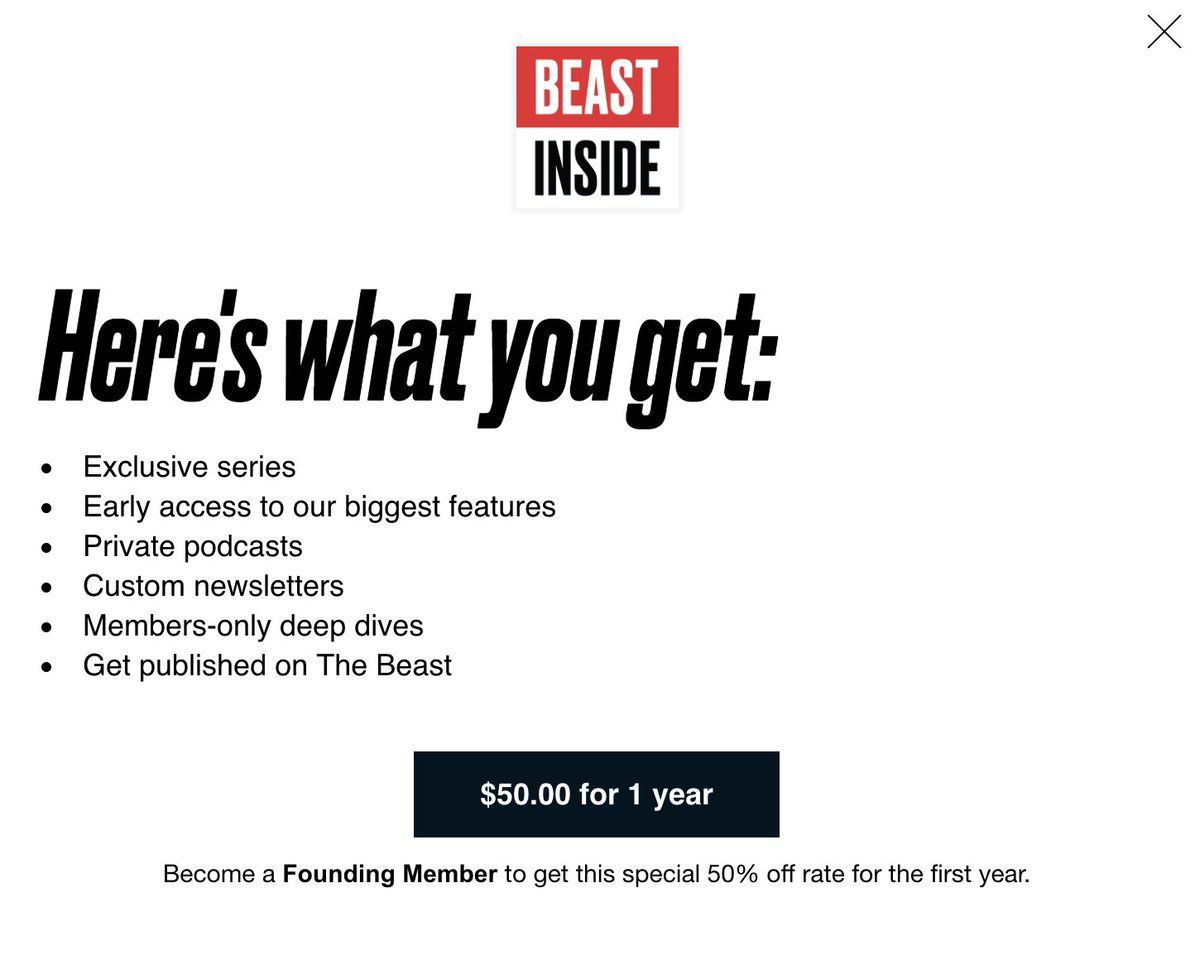 BEAST
INSIDE
Here's what you get:
• Exclusive series
• Early access to our biggest features
• Private podcasts
• Custom newsletters
• Members-only deep dives
• Get published on The Beast
$50.00 for 1 year
Become a Founding Member to get this special 50% off rate for the first year.